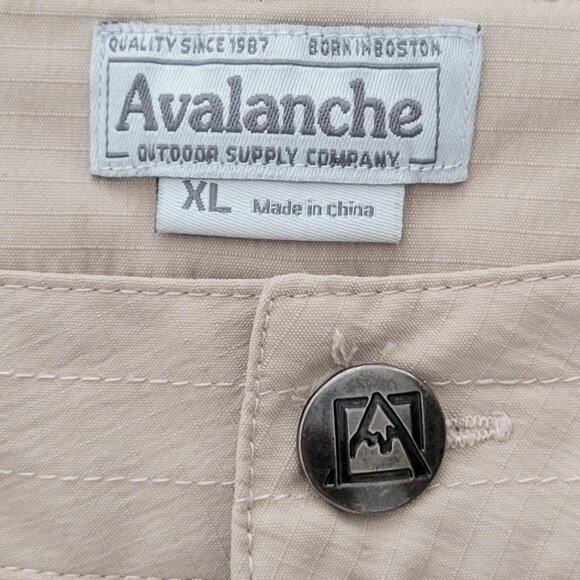 QUALITY SINCE 1987 BORN IN BOSTON
Avalanche
OUTDOOR SUPPLY COMPANY
XL Made in China